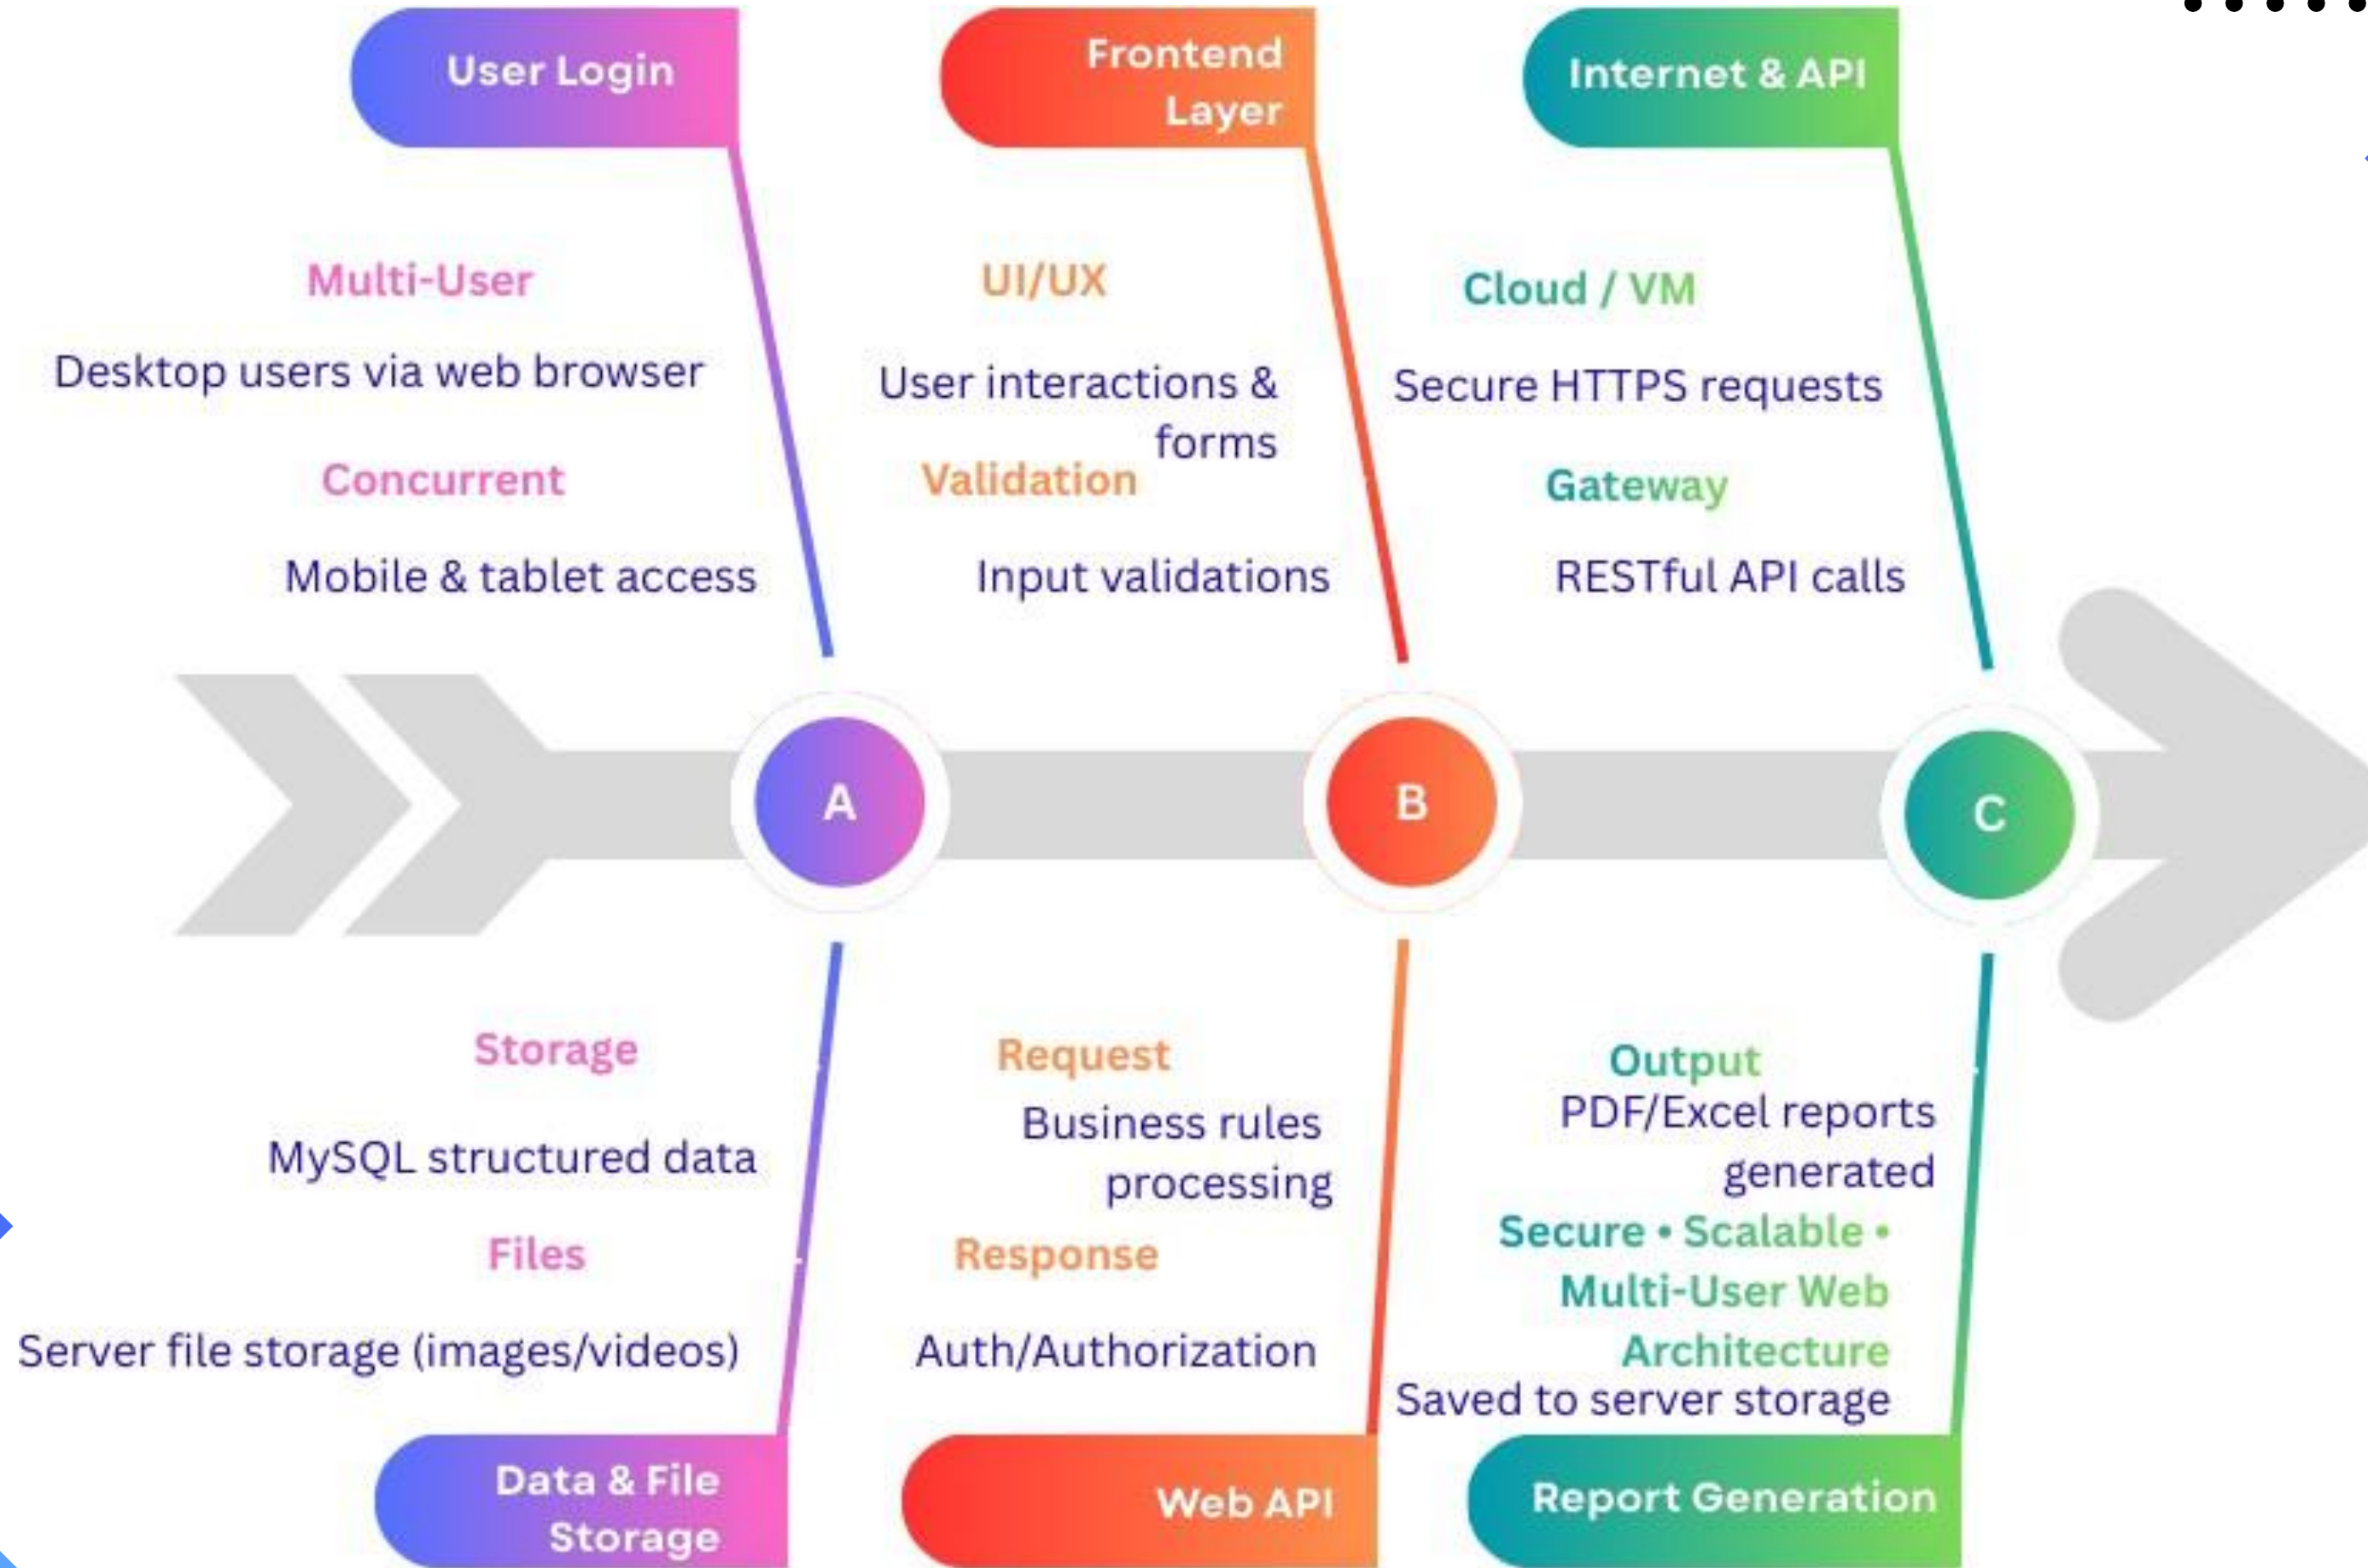 User Login
Multi-User
Desktop users via web browser
Concurrent
Mobile & tablet access
Frontend
Layer
UI/UX
User interactions &
forms
Validation
Input validations
Internet & API
Cloud / VM
Secure HTTPS requests
Gateway
RESTful API calls
A
B
C
Storage
MySQL structured data
Files
Server file storage (images/videos)
Data & File
Storage
Request
Business rules
processing
Response
Auth/Authorization
Web API
Output
PDF/Excel reports
generated
Secure • Scalable •
Multi-User Web
Architecture
Saved to server storage
Report Generation